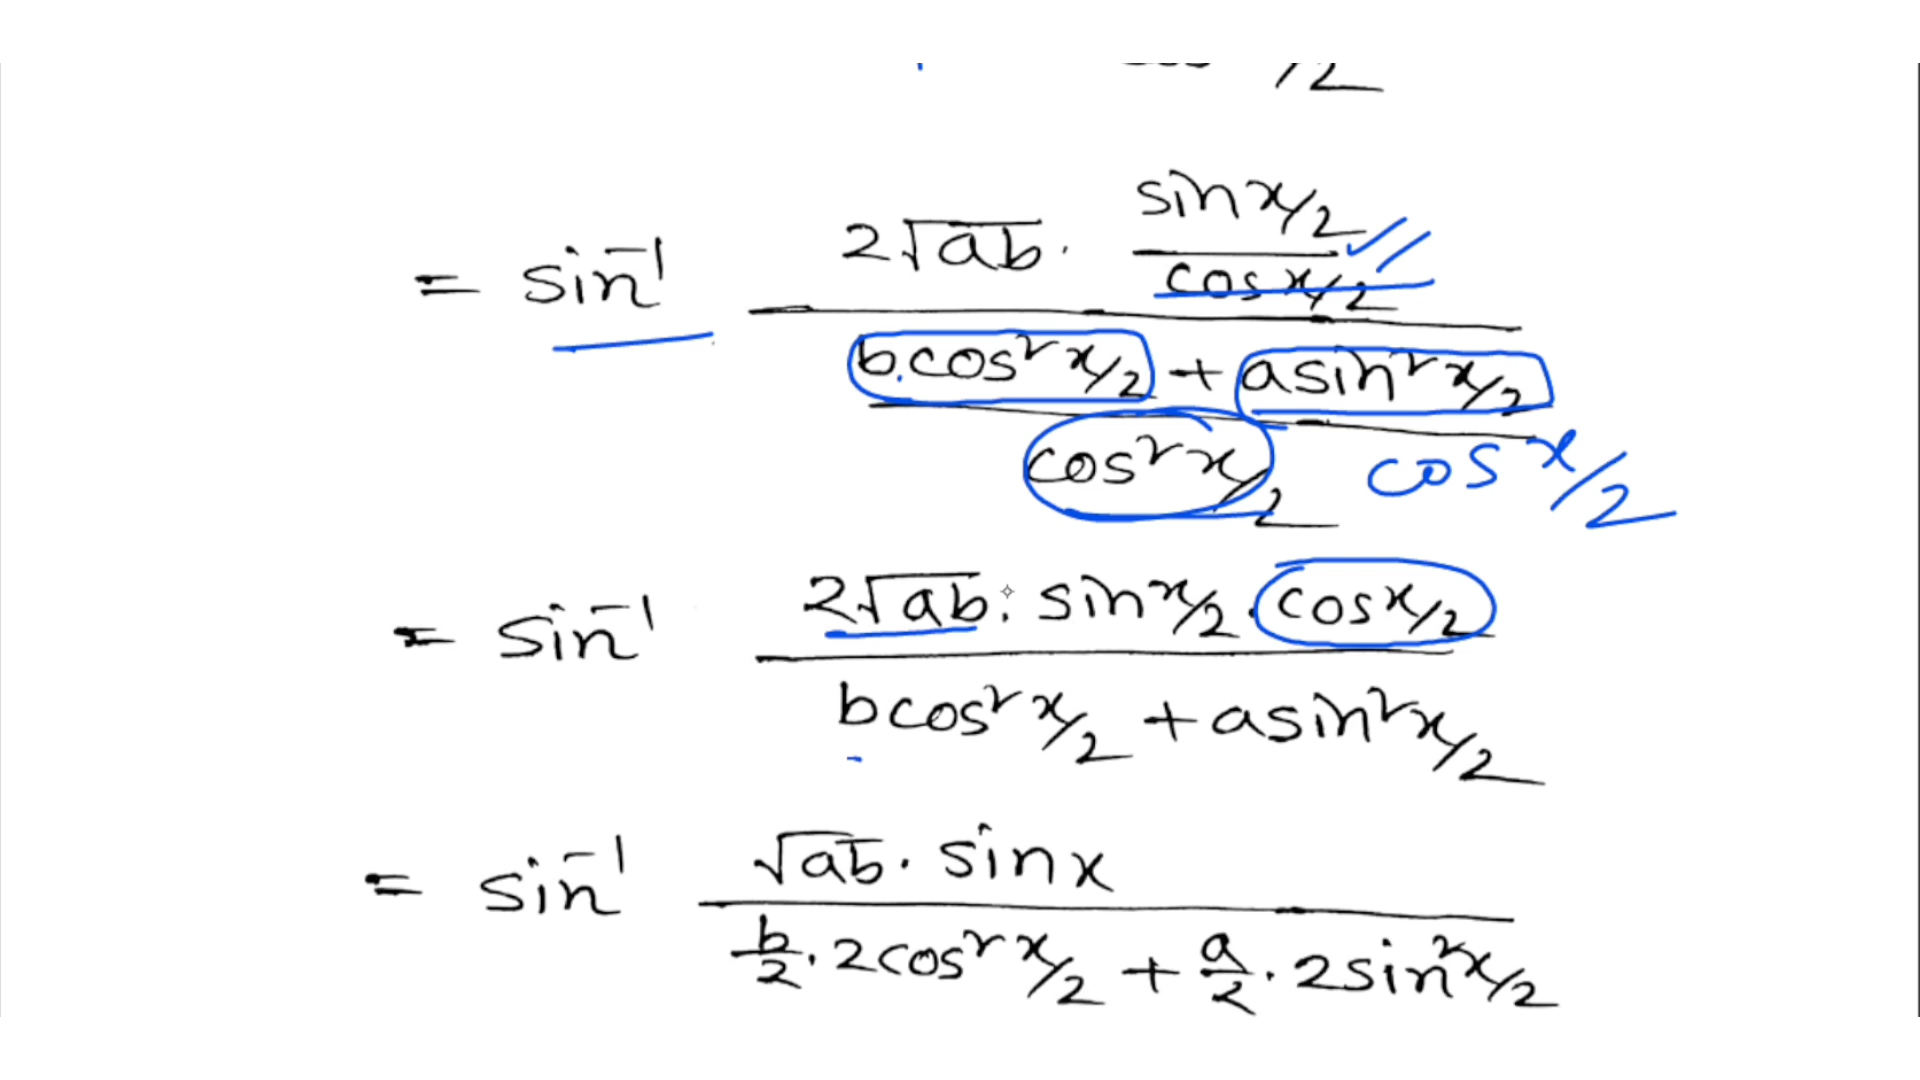 /2
= sin⁻¹ (2√ab · (sin x/2)/(cos x/2)) / ((b.cos² x/2 + a sin² x/2)/(cos² x/2)) cos x/2
= sin⁻¹ (2√ab · sin x/2 · cos x/2) / (b cos² x/2 + a sin² x/2)
= sin⁻¹ (√ab · sin x) / (b/2 · 2cos² x/2 + a/2 · 2sin² x/2)